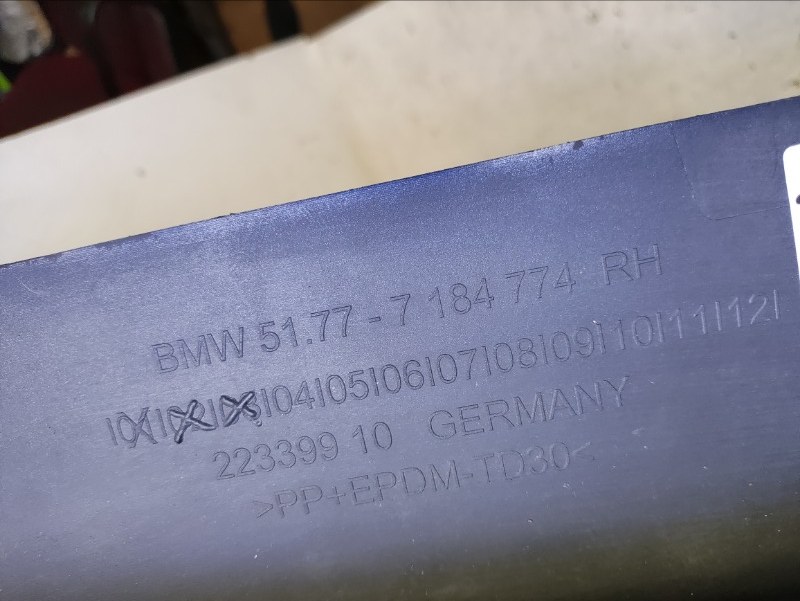 BMW 51.77 - 7 184 774 RH
|04|05|06|07|08|09|10|11|12|
223399 10 GERMANY
>PP+EPDM-TD30<